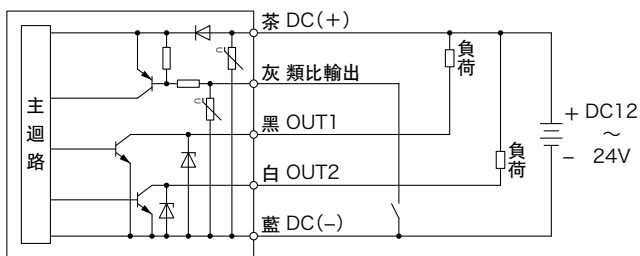 主迴路
茶 DC(+)
灰 類比輸出
黑 OUT1
白 OUT2
藍 DC(–)
負荷
負荷
+ DC12
～
– 24V